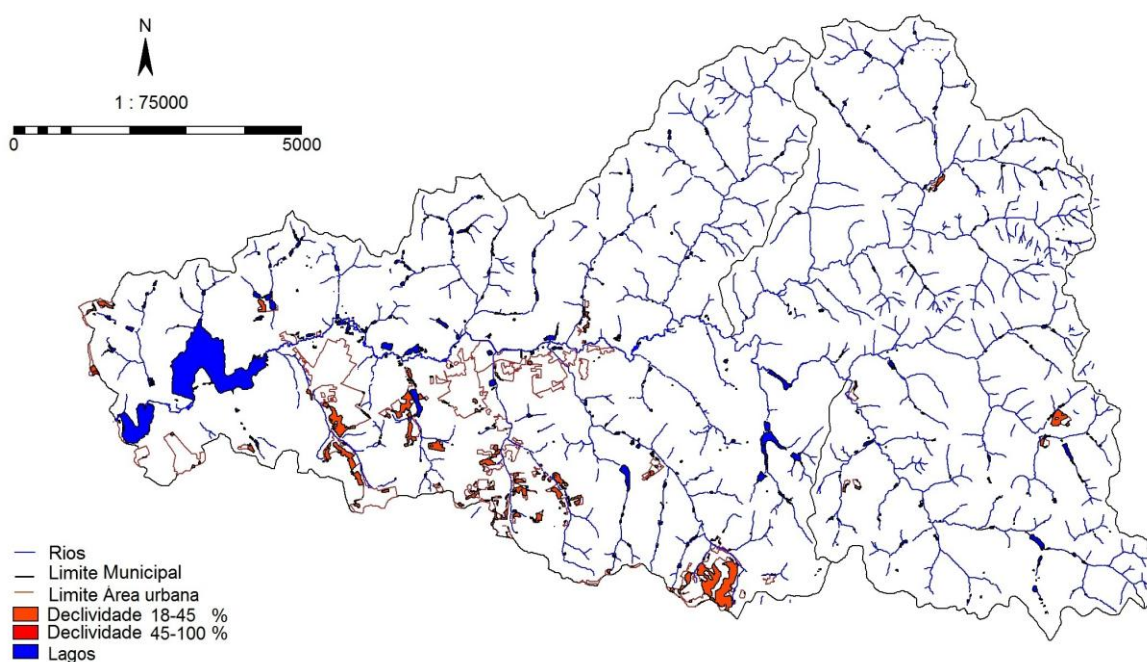 N
1 : 75000
0 5000
Rios
Limite Municipal
Limite Área urbana
Declividade 18-45 %
Declividade 45-100 %
Lagos